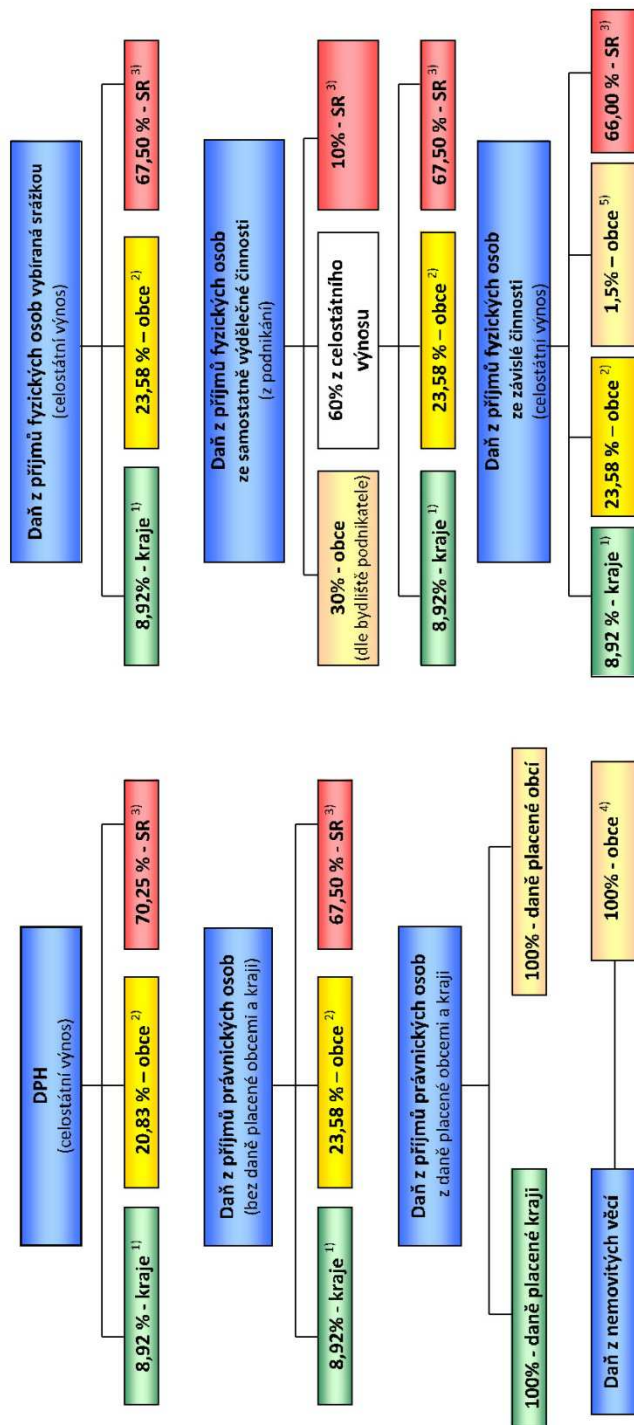 DPH
(celostátní výnos)
8,92 % - kraje 1)
20,83 % – obce 2)
70,25 % - SR 3)
Daň z příjmů právnických osob
(bez daně placené obcemi a kraji)
8,92% - kraje 1)
23,58 % – obce 2)
67,50 % - SR 3)
Daň z příjmů právnických osob
z daně placené obcemi a kraji
100% - daně placené kraji
100% - daně placené obcí
Daň z nemovitých věcí
100% - obce 4)
Daň z příjmů fyzických osob vybíraná srážkou
(celostátní výnos)
8,92% - kraje 1)
23,58 % – obce 2)
67,50 % - SR 3)
Daň z příjmů fyzických osob
ze samostatně výdělečné činnosti
(z podnikání)
30% - obce
(dle bydliště podnikatele)
60% z celostátního
výnosu
10% - SR 3)
8,92% - kraje 1)
23,58 % – obce 2)
67,50 % - SR 3)
Daň z příjmů fyzických osob
ze závislé činnosti
(celostátní výnos)
8,92 % - kraje 1)
23,58 % – obce 2)
1,5% – obce 5)
66,00 % - SR 3)